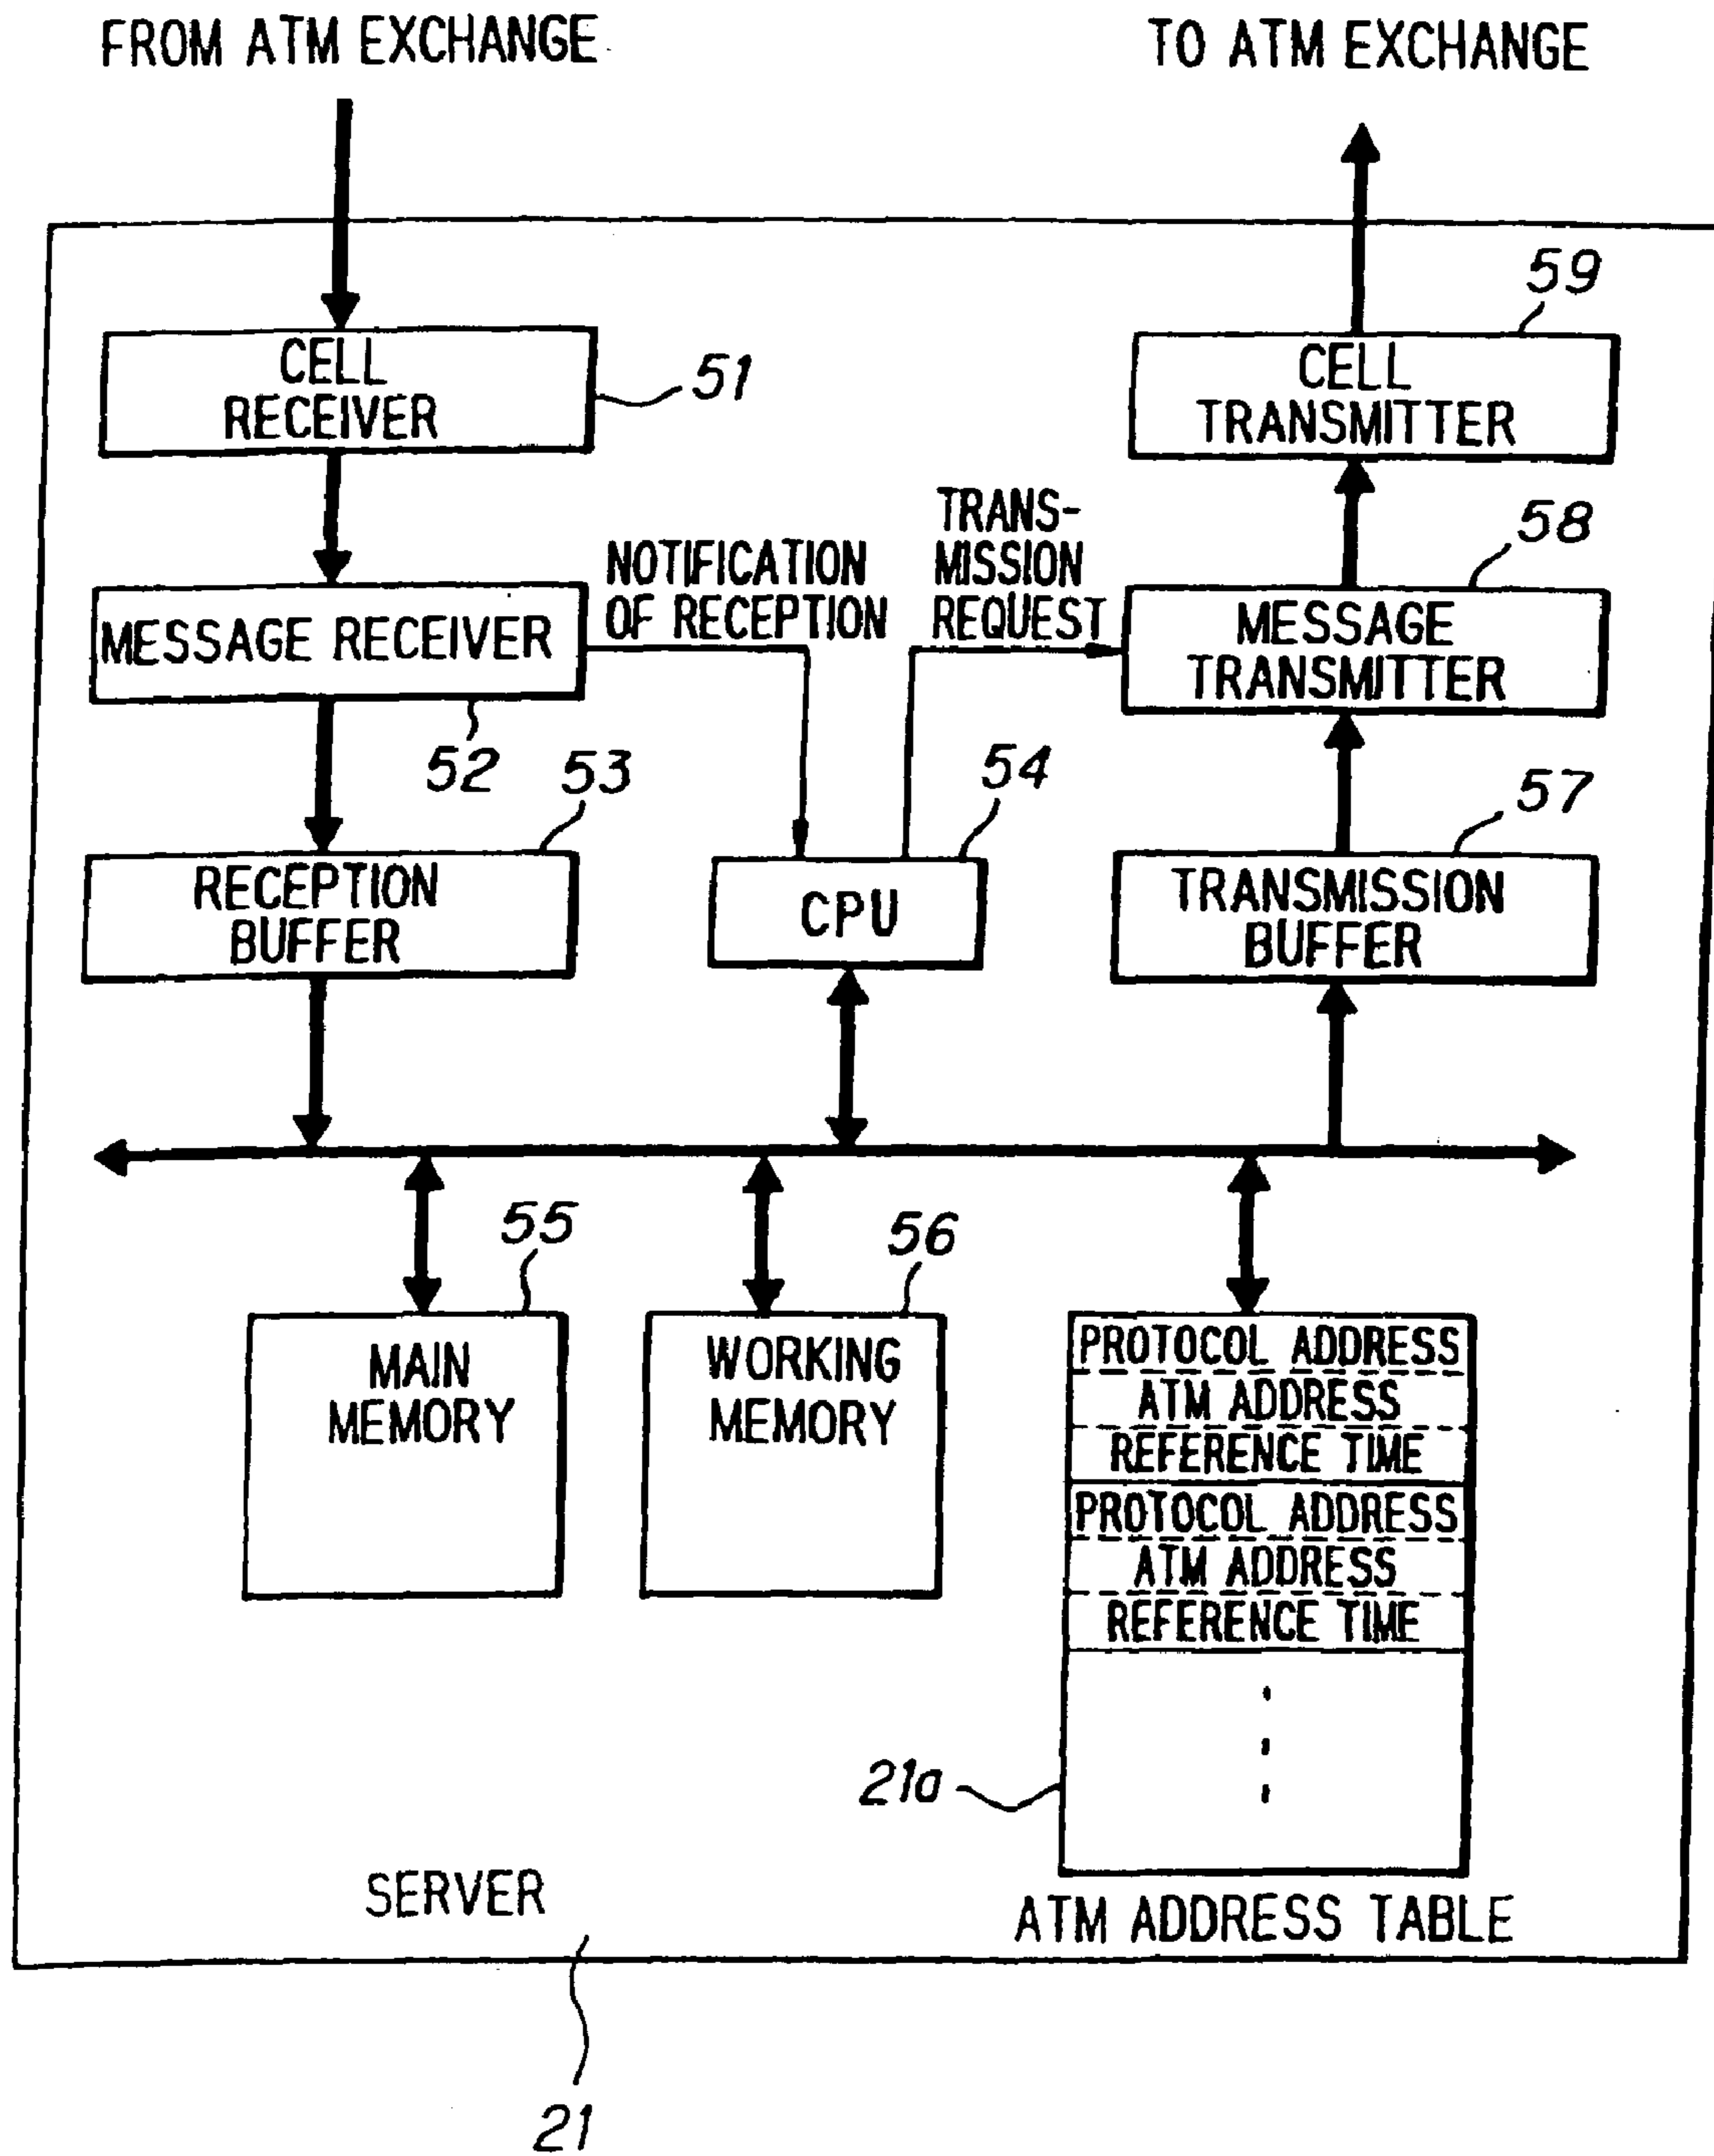 FROM ATM EXCHANGE
TO ATM EXCHANGE
59
CELL
RECEIVER
51
CELL
TRANSMITTER
58
NOTIFICATION
OF RECEPTION
TRANS-
MISSION
REQUEST
MESSAGE RECEIVER
MESSAGE
TRANSMITTER
52
53
54
57
RECEPTION
BUFFER
CPU
TRANSMISSION
BUFFER
55
56
MAIN
MEMORY
WORKING
MEMORY
PROTOCOL ADDRESS
ATM ADDRESS
REFERENCE TIME
PROTOCOL ADDRESS
ATM ADDRESS
REFERENCE TIME
21a
SERVER
ATM ADDRESS TABLE
21